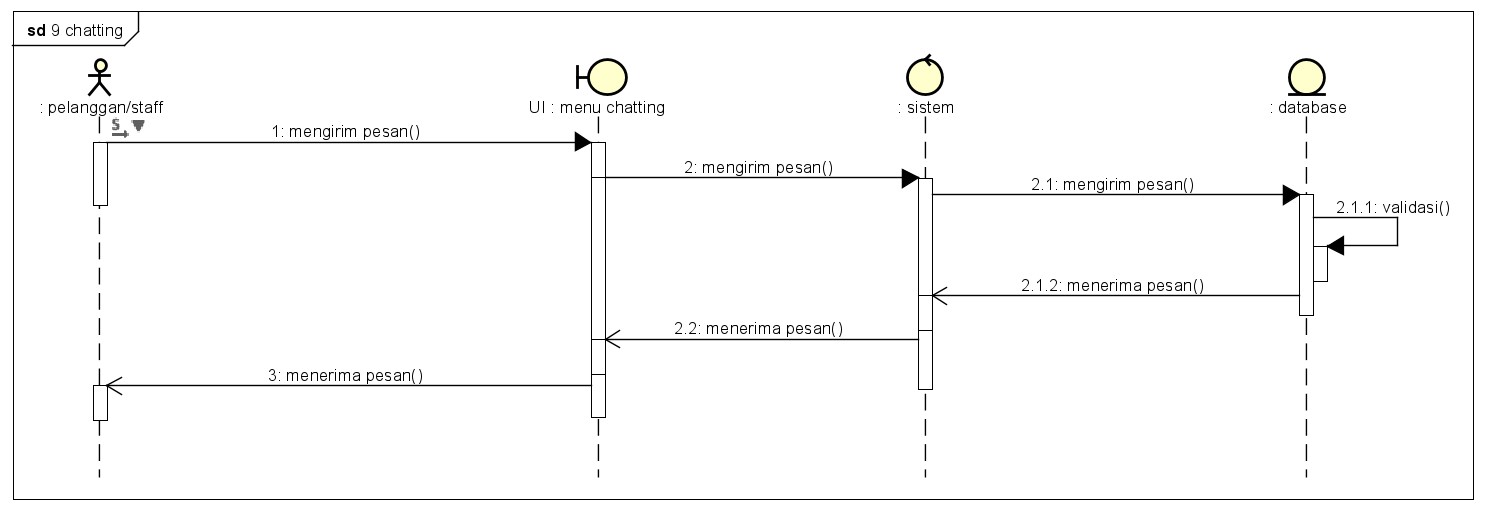 sd 9 chatting
: pelanggan/staff
UI : menu chatting
: sistem
: database
S
1: mengirim pesan()
2: mengirim pesan()
2.1: mengirim pesan()
2.1.1: validasi()
2.1.2: menerima pesan()
2.2: menerima pesan()
3: menerima pesan()